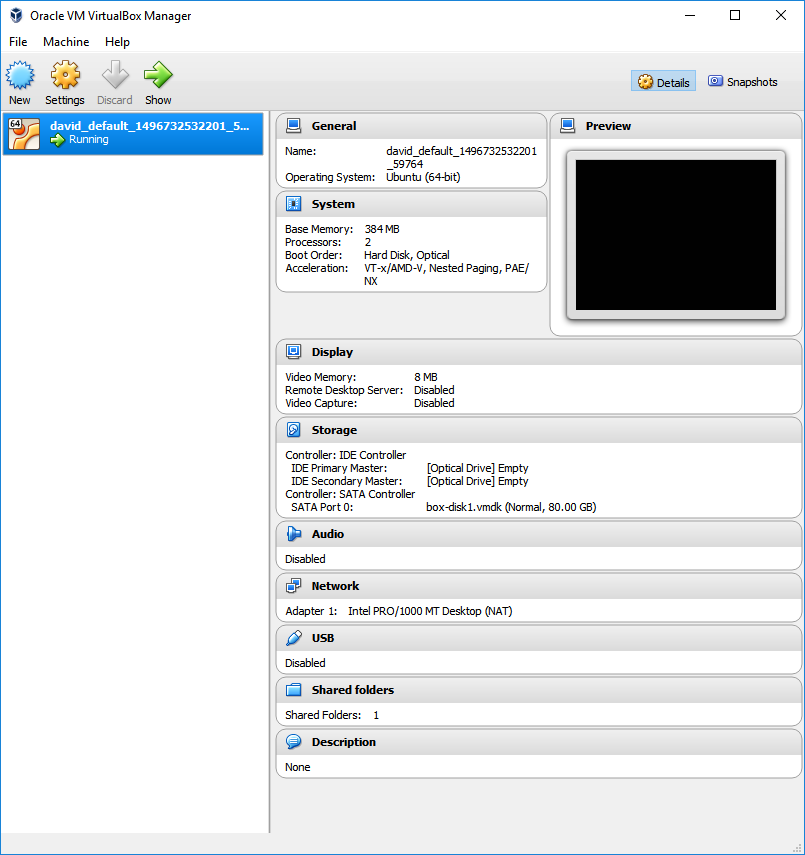 Oracle VM VirtualBox Manager
File Machine Help
New Settings Discard Show
Details Snapshots
64
david_default_1496732532201_5...
Running
General
Name: david_default_1496732532201
_59764
Operating System: Ubuntu (64-bit)
Preview
System
Base Memory: 384 MB
Processors: 2
Boot Order: Hard Disk, Optical
Acceleration: VT-x/AMD-V, Nested Paging, PAE/
NX
Display
Video Memory: 8 MB
Remote Desktop Server: Disabled
Video Capture: Disabled
Storage
Controller: IDE Controller
IDE Primary Master: [Optical Drive] Empty
IDE Secondary Master: [Optical Drive] Empty
Controller: SATA Controller
SATA Port 0: box-disk1.vmdk (Normal, 80.00 GB)
Audio
Disabled
Network
Adapter 1: Intel PRO/1000 MT Desktop (NAT)
USB
Disabled
Shared folders
Shared Folders: 1
Description
None